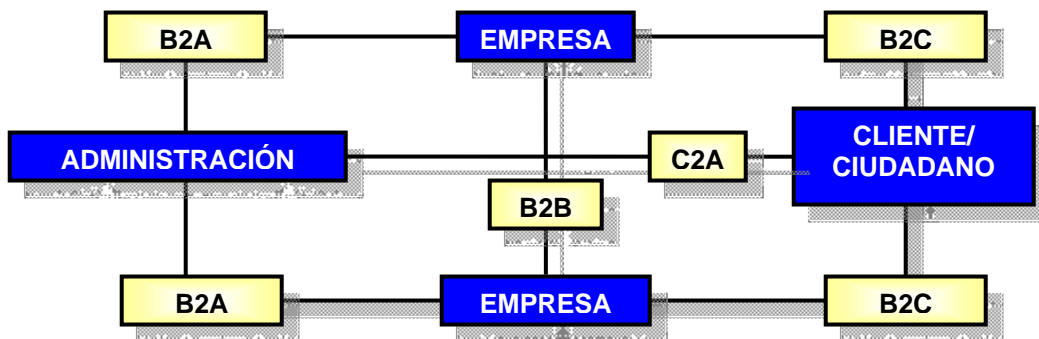 B2A
EMPRESA
B2C
ADMINISTRACIÓN
C2A
CLIENTE/
CIUDADANO
B2B
B2A
EMPRESA
B2C